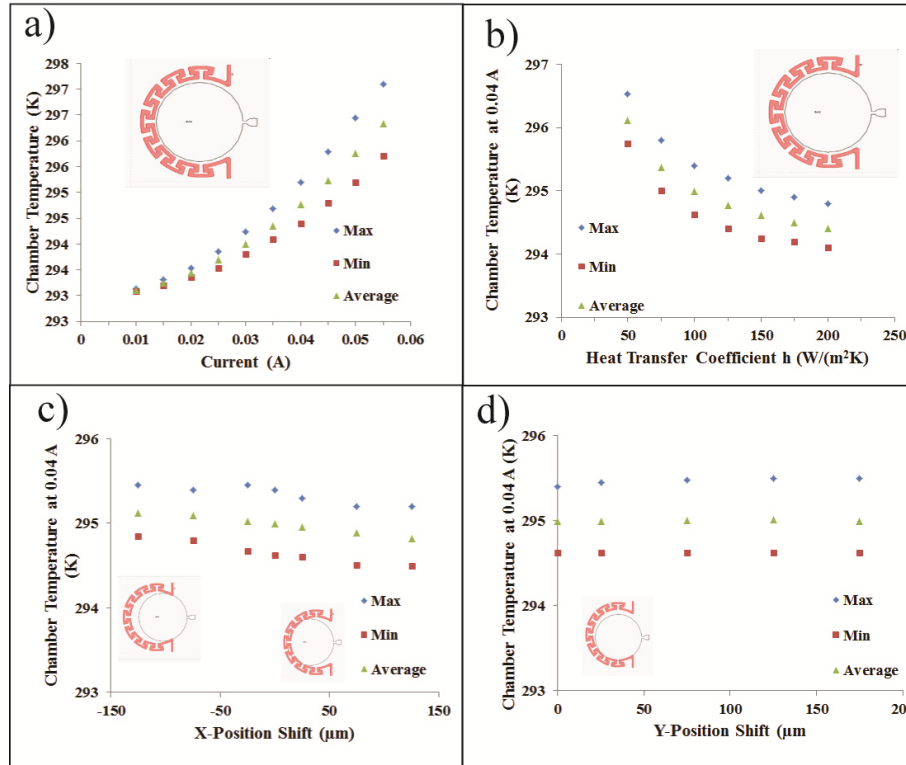 a)
298
297
297
296
296
295
295
294
294
293
293
Chamber Temperature (K)
Max
Min
Average
0 0.01 0.02 0.03 0.04 0.05 0.06
Current (A)
b)
297
296
295
294
293
Chamber Temperature at 0.04 A
(K)
Max
Min
Average
0 50 100 150 200 250
Heat Transfer Coefficient h (W/(m²K)
c)
296
295
294
293
Chamber Temperature at 0.04 A
(K)
Max
Min
Average
-150 -50 50 150
X-Position Shift (µm)
d)
296
295
294
293
Chamber Temperature at 0.04 A (K)
Max
Min
Average
0 50 100 150 20
Y-Position Shift (µm